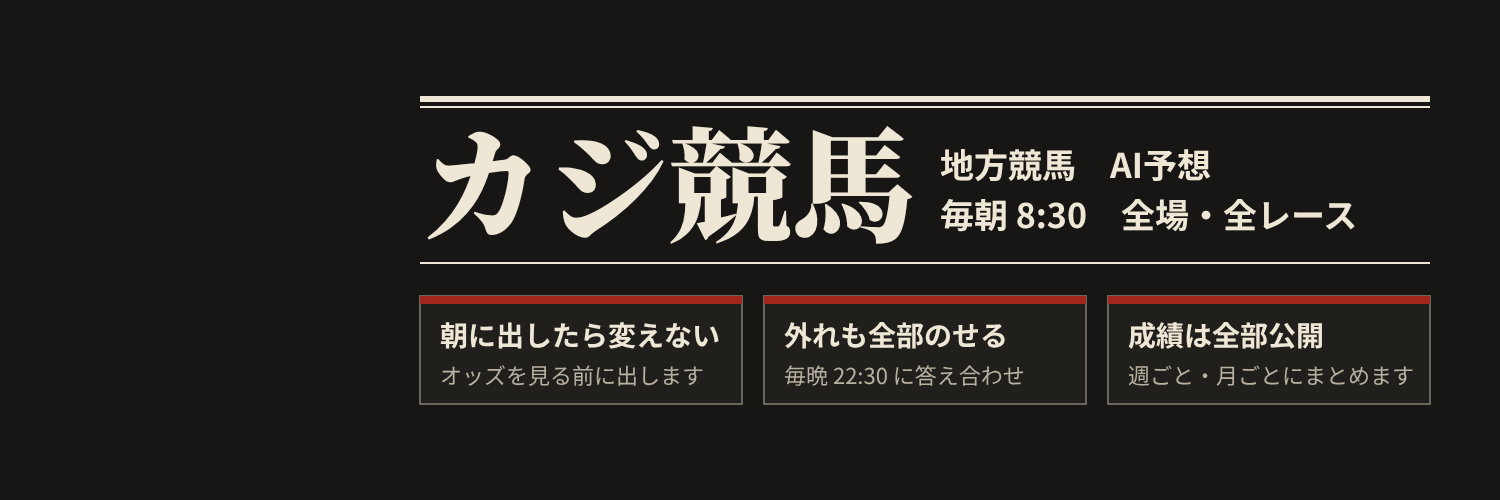 カジ競馬
地方競馬　AI予想
毎朝 8:30　全場・全レース
朝に出したら変えない
オッズを見る前に出します
外れも全部のせる
毎晩 22:30 に答え合わせ
成績は全部公開
週ごと・月ごとにまとめます